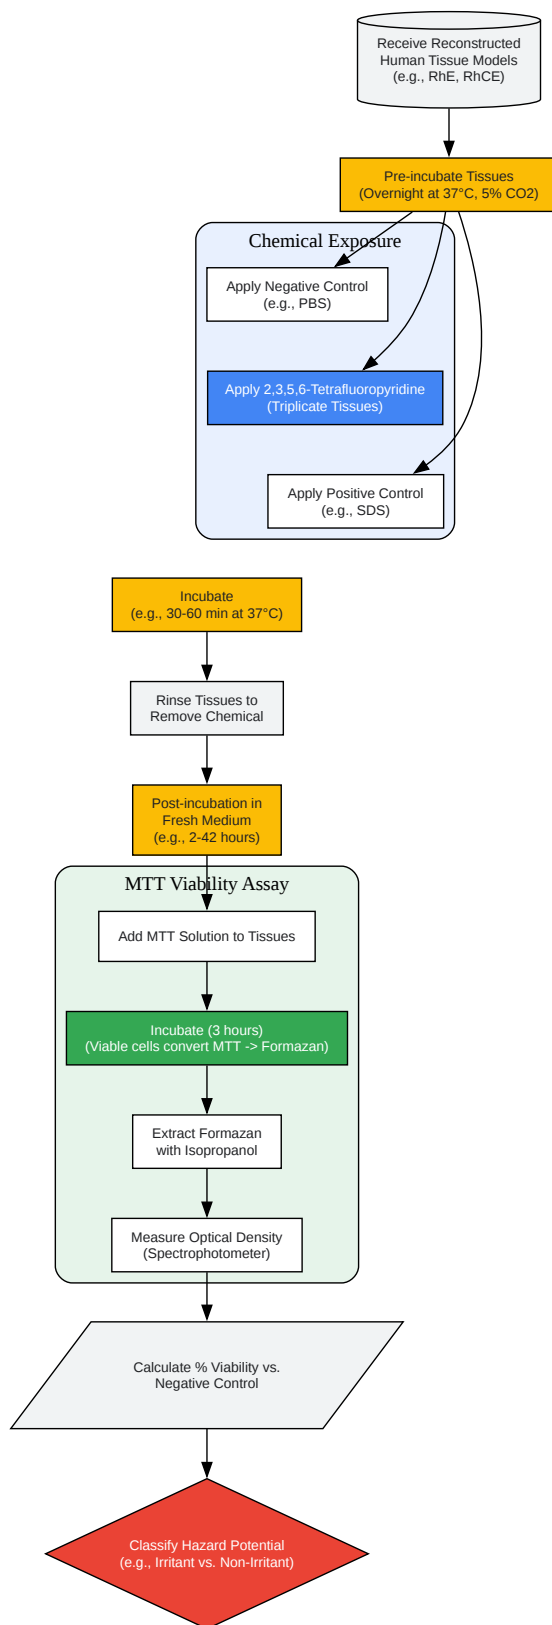 Receive Reconstructed
Human Tissue Models
(e.g., RhE, RhCE)
Pre-incubate Tissues
(Overnight at 37°C, 5% CO2)
Chemical Exposure
Apply Negative Control
(e.g., PBS)
Apply 2,3,5,6-Tetrafluoropyridine
(Triplicate Tissues)
Apply Positive Control
(e.g., SDS)
Incubate
(e.g., 30-60 min at 37°C)
Rinse Tissues to
Remove Chemical
Post-incubation in
Fresh Medium
(e.g., 2-42 hours)
MTT Viability Assay
Add MTT Solution to Tissues
Incubate (3 hours)
(Viable cells convert MTT -> Formazan)
Extract Formazan
with Isopropanol
Measure Optical Density
(Spectrophotometer)
Calculate % Viability vs.
Negative Control
Classify Hazard Potential
(e.g., Irritant vs. Non-Irritant)